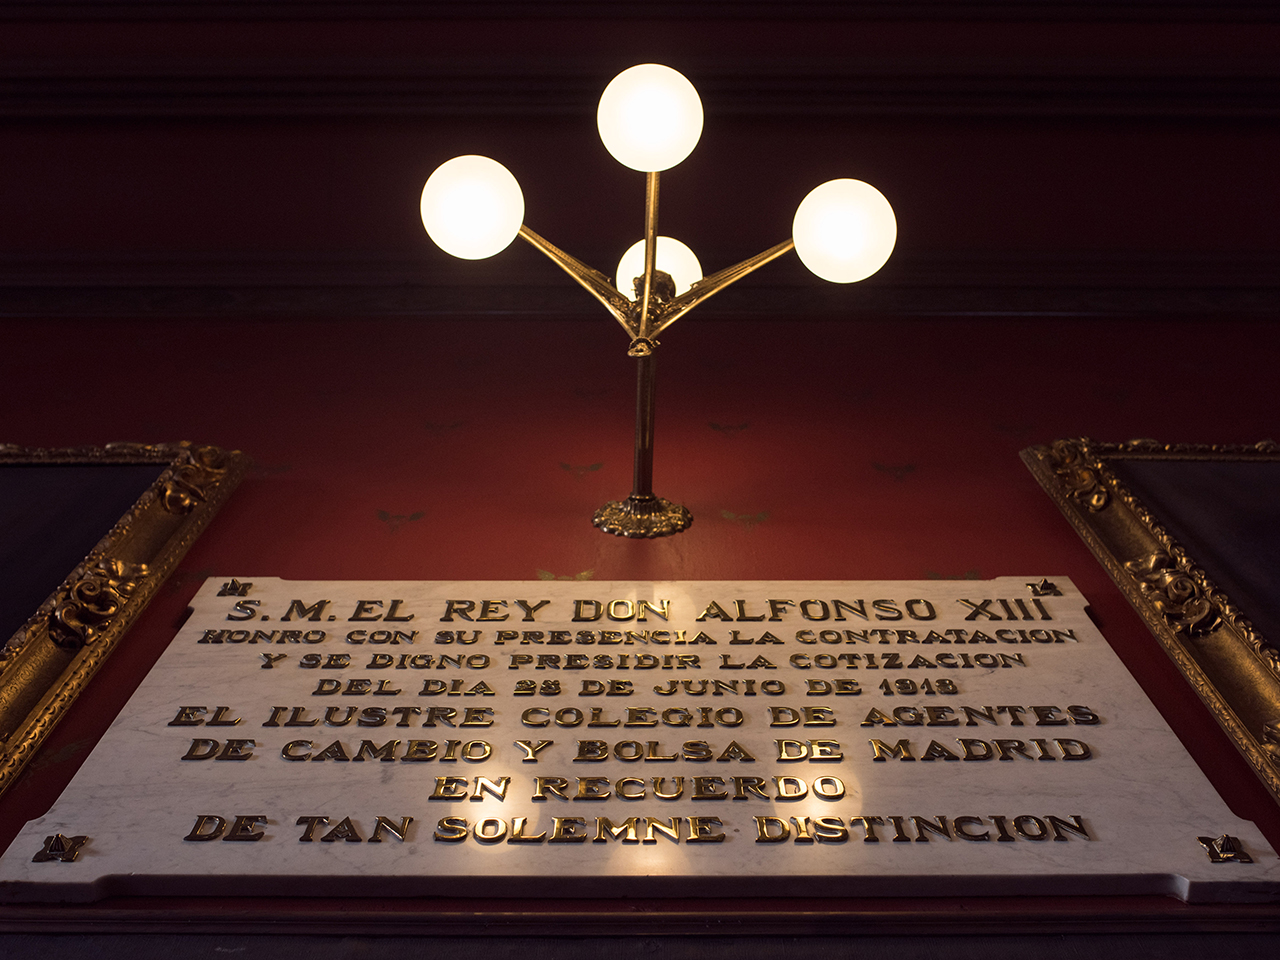 S. M. EL REY DON ALFONSO XIII
HONRO CON SU PRESENCIA LA CONTRATACION
Y SE DIGNO PRESIDIR LA COTIZACION
DEL DIA 28 DE JUNIO DE 1918
EL ILUSTRE COLEGIO DE AGENTES
DE CAMBIO Y BOLSA DE MADRID
EN RECUERDO
DE TAN SOLEMNE DISTINCION